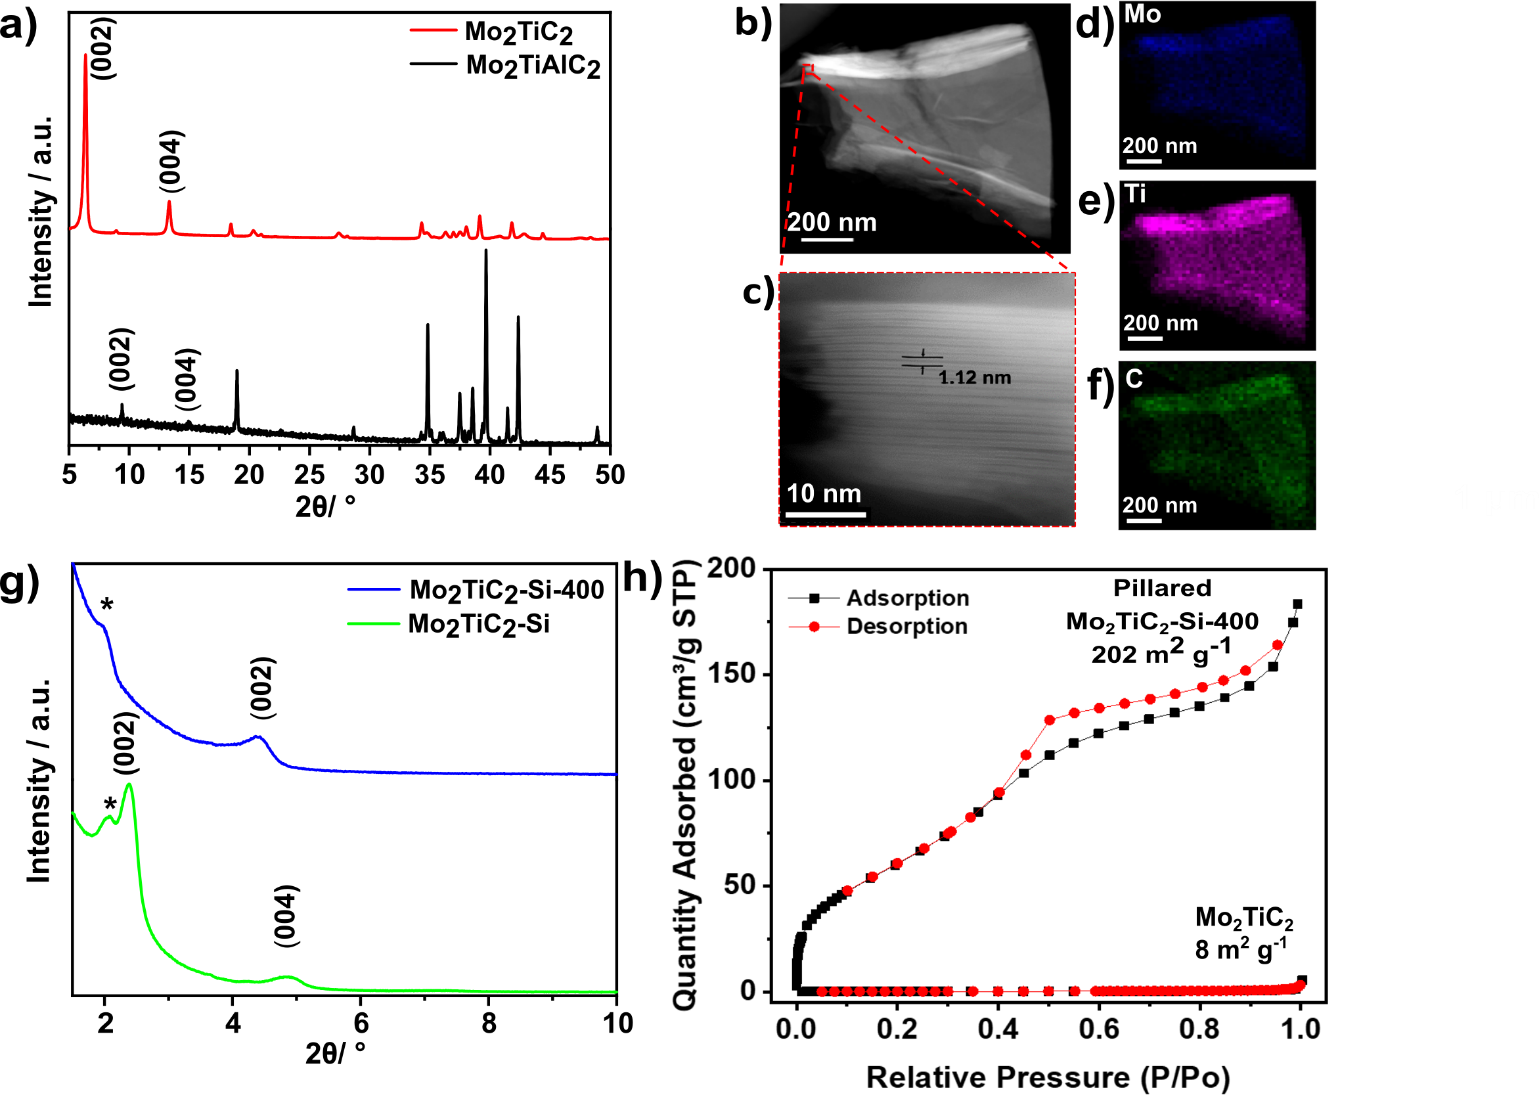 a)
Mo2TiC2
Mo2TiAlC2
(002)
(004)
(002)
(004)
Intensity / a.u.
5 10 15 20 25 30 35 40 45 50
2θ/ °
b)
200 nm
c)
1.12 nm
10 nm
d)
Mo
200 nm
e)
Ti
200 nm
f)
C
200 nm
g)
Mo2TiC2-Si-400
Mo2TiC2-Si
*
(002)
(002)
*
(004)
Intensity / a.u.
2 4 6 8 10
2θ/ °
h)
Adsorption
Desorption
Pillared
Mo2TiC2-Si-400
202 m² g⁻¹
Mo2TiC2
8 m² g⁻¹
Quantity Adsorbed (cm³/g STP)
200
150
100
50
0
0.0 0.2 0.4 0.6 0.8 1.0
Relative Pressure (P/Po)